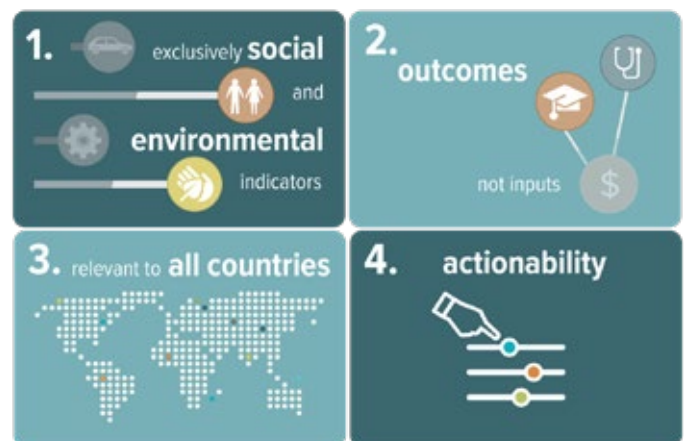 1. exclusively social
and
environmental
indicators
2.
outcomes
not inputs
$
3. relevant to all countries
4. actionability